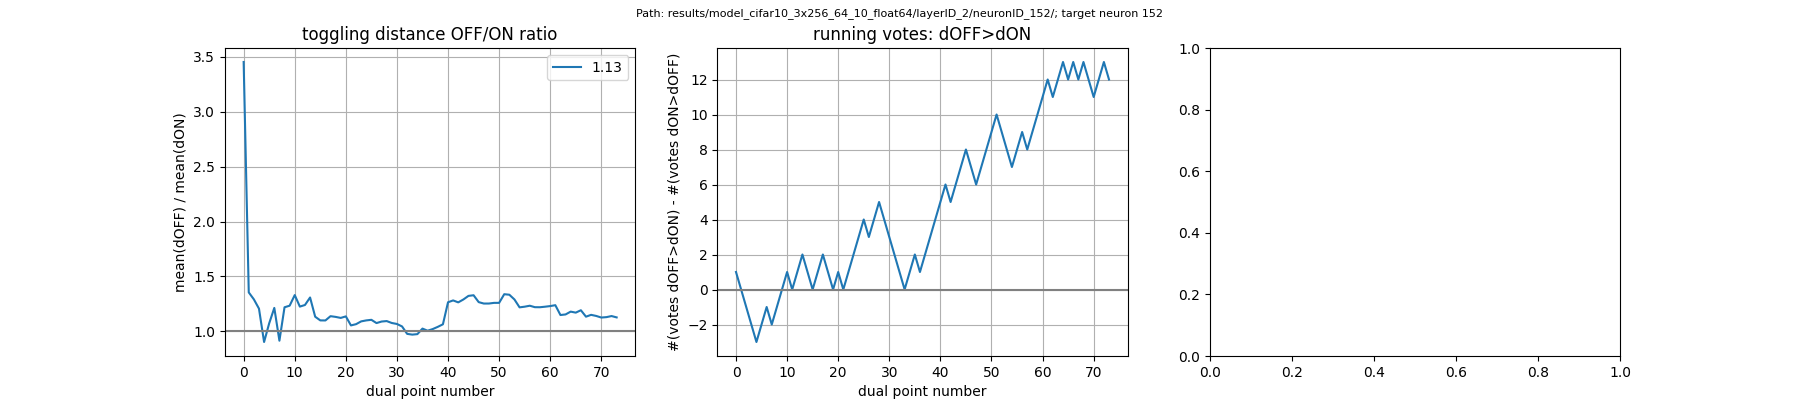 Path: results/model_cifar10_3x256_64_10_float64/layerID_2/neuronID_152/; target neuron 152
toggling distance OFF/ON ratio
mean(dOFF) / mean(dON)
3.5
3.0
2.5
2.0
1.5
1.0
1.13
0 10 20 30 40 50 60 70
dual point number
running votes: dOFF>dON
#(votes dOFF>dON) - #(votes dON>dOFF)
12
10
8
6
4
2
0
−2
0 10 20 30 40 50 60 70
dual point number
1.0
0.8
0.6
0.4
0.2
0.0
0.0 0.2 0.4 0.6 0.8 1.0